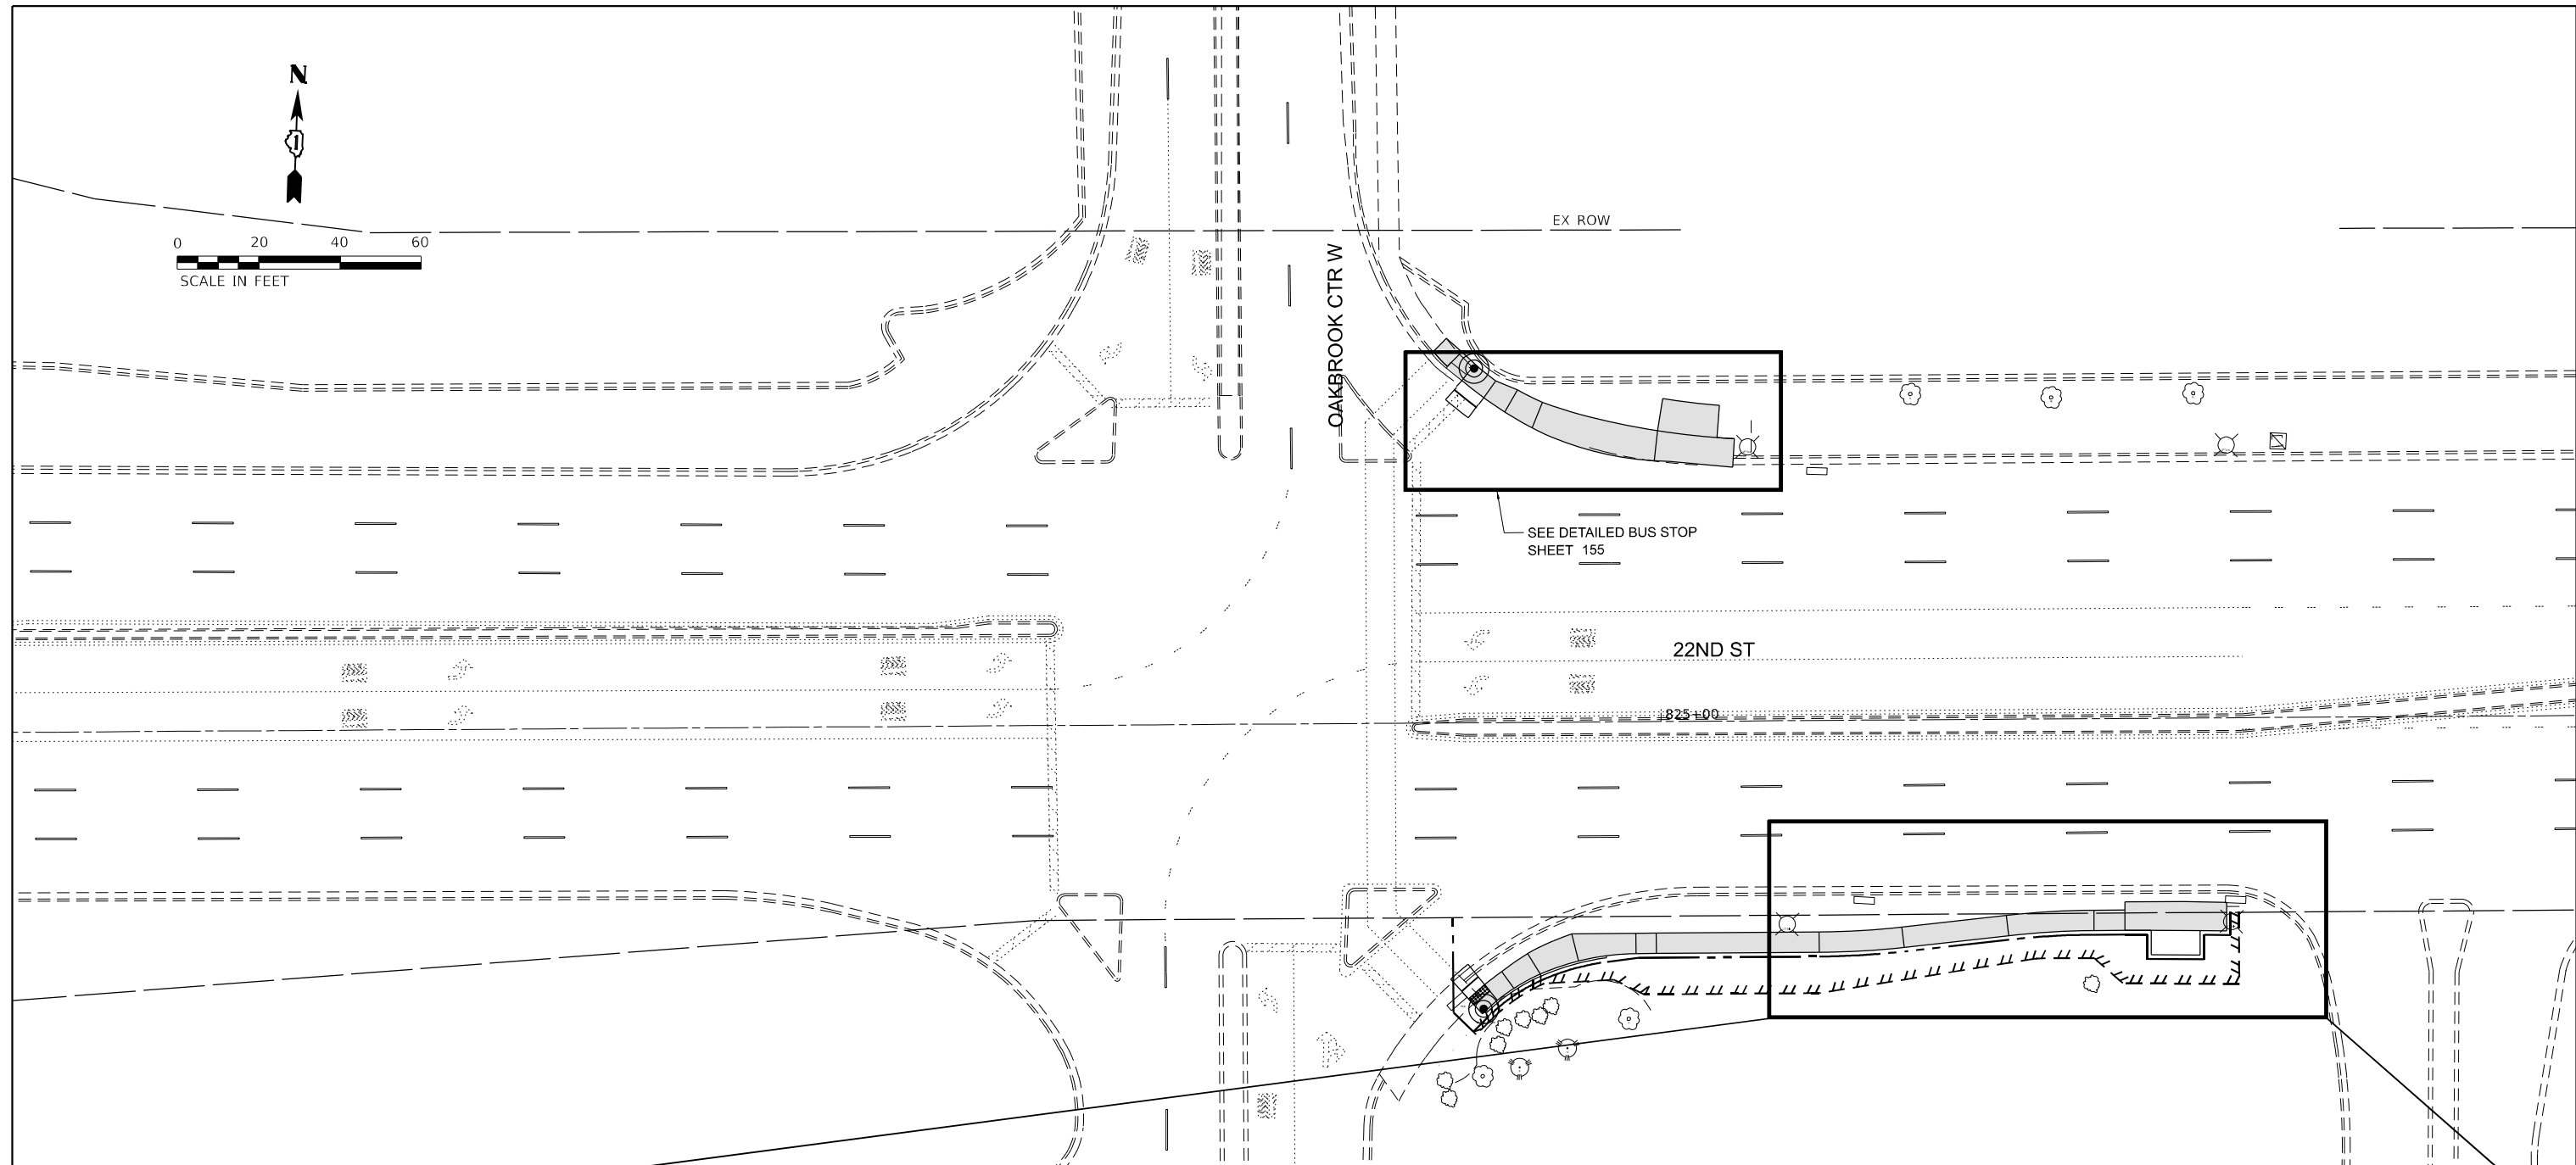 N
1
0 20 40 60
SCALE IN FEET
EX ROW
OAKBROOK CTR W
SEE DETAILED BUS STOP
SHEET 155
22ND ST
825+00